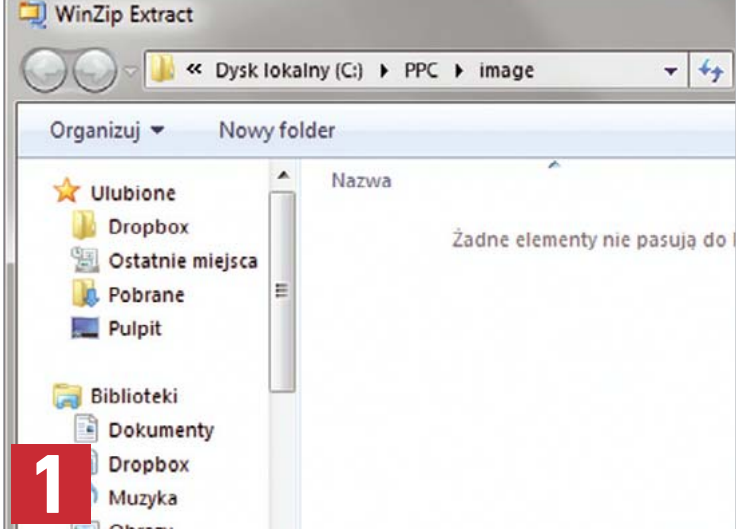 WinZip Extract
« Dysk lokalny (C:) PPC image
Organizuj Nowy folder
Ulubione
Dropbox
Ostatnie miejsca
Pobrane
Pulpit
Biblioteki
Dokumenty
Dropbox
Muzyka
Obrazy
Nazwa
Żadne elementy nie pasują do
1